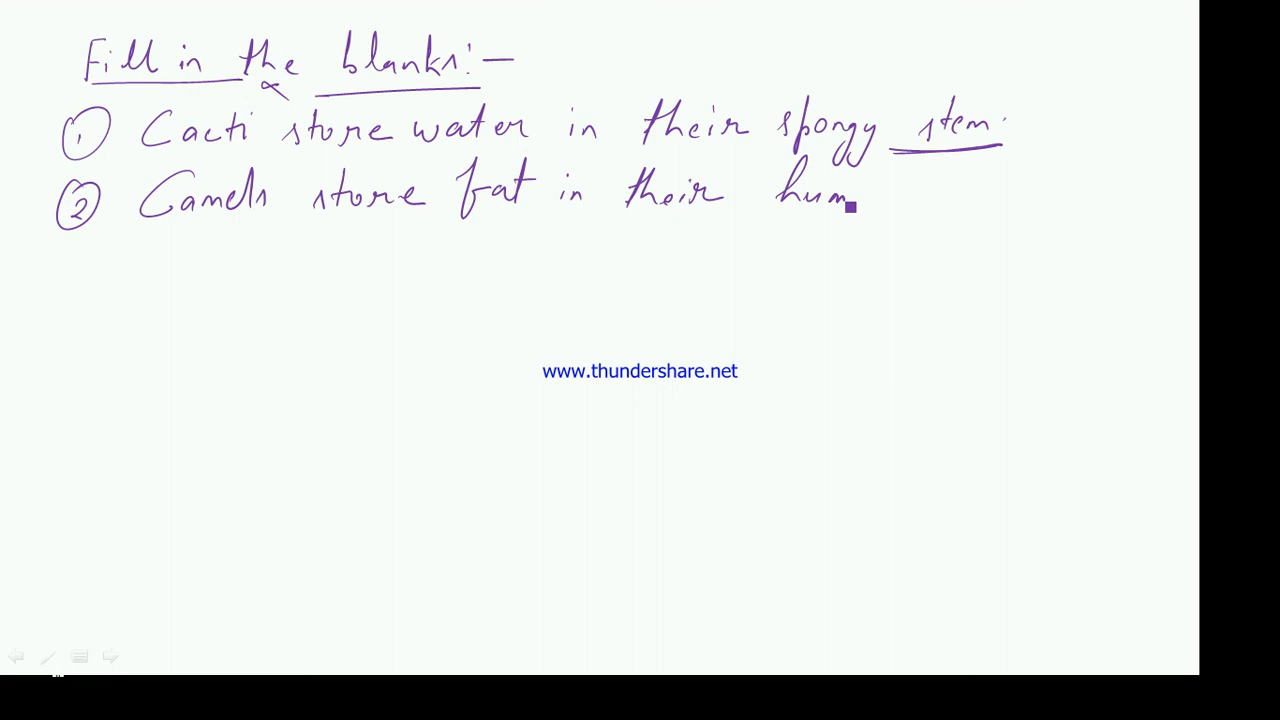 Fill in the blanks:-
① Cacti store water in their spongy stem.
② Camels store fat in their hum
www.thundershare.net